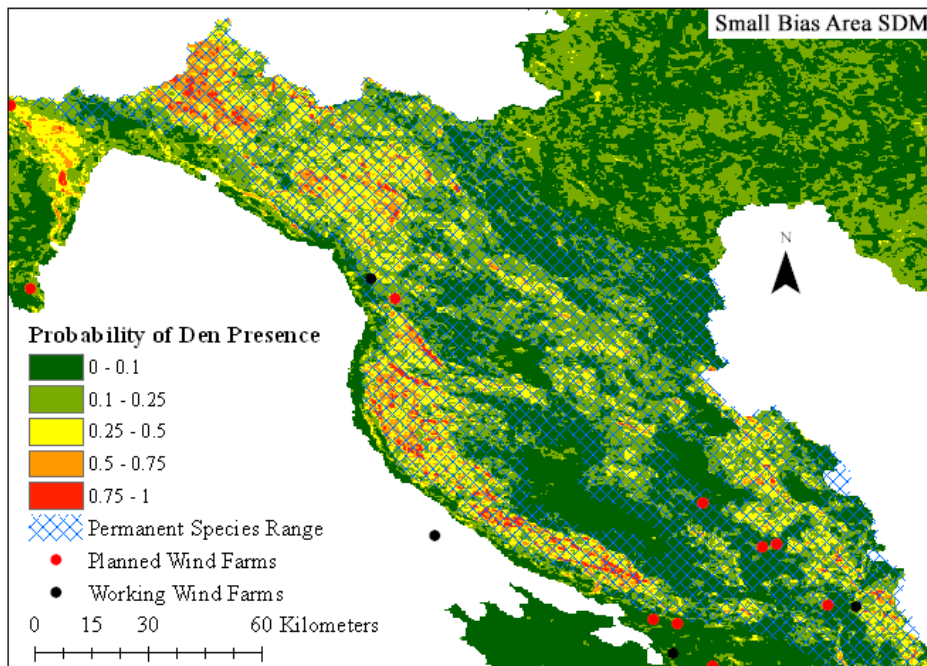 Small Bias Area SDM
N
Probability of Den Presence
0 - 0.1
0.1 - 0.25
0.25 - 0.5
0.5 - 0.75
0.75 - 1
Permanent Species Range
Planned Wind Farms
Working Wind Farms
0 15 30 60 Kilometers